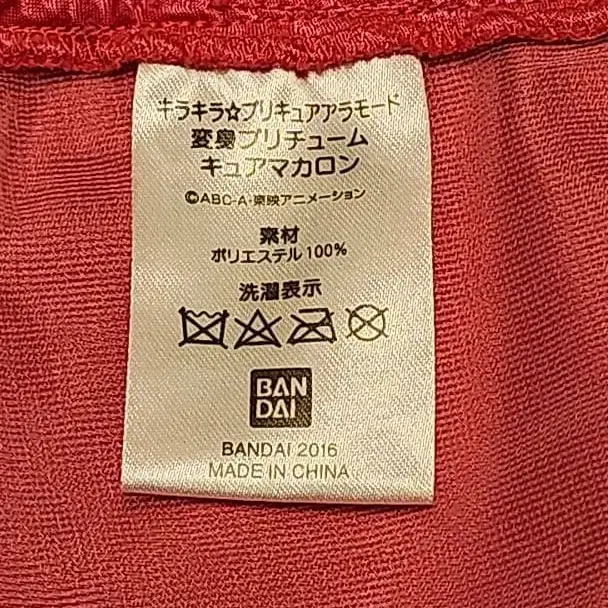 キラキラ☆プリキュアアラモード
変身プリチューム
キュアマカロン
©ABC-A・東映アニメーション
素材
ポリエステル 100%
洗濯表示
BAN
DAI
BANDAI 2016
MADE IN CHINA